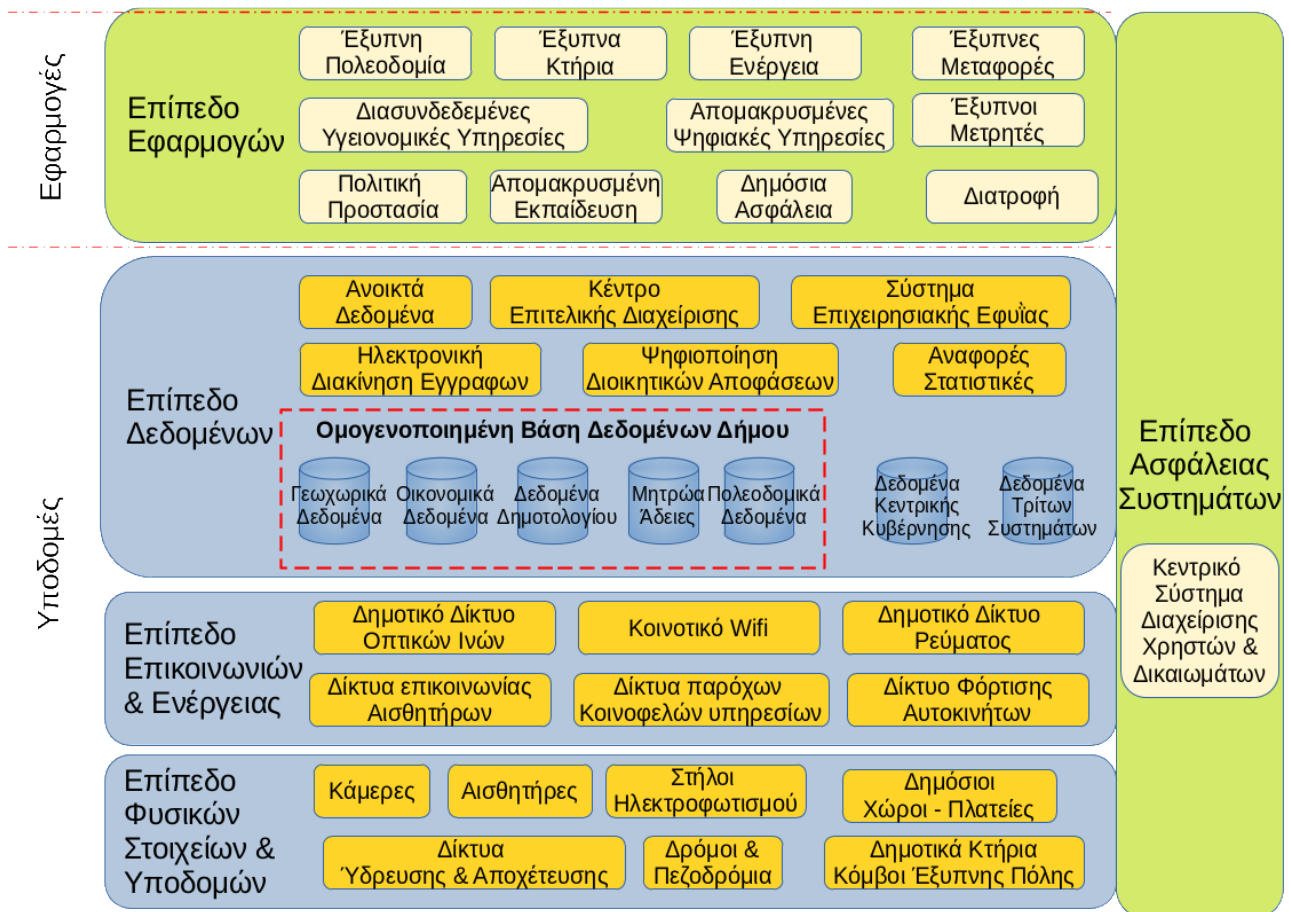 Εφαρμογές
Επίπεδο
Εφαρμογών
Έξυπνη
Πολεοδομία
Έξυπνα
Κτήρια
Έξυπνη
Ενέργεια
Έξυπνες
Μεταφορές
Διασυνδεδεμένες
Υγειονομικές Υπηρεσίες
Απομακρυσμένες
Ψηφιακές Υπηρεσίες
Έξυπνοι
Μετρητές
Πολιτική
Προστασία
Απομακρυσμένη
Εκπαίδευση
Δημόσια
Ασφάλεια
Διατροφή
Υποδομές
Επίπεδο
Δεδομένων
Ανοικτά
Δεδομένα
Κέντρο
Επιτελικής Διαχείρισης
Σύστημα
Επιχειρησιακής Εφυῒας
Ηλεκτρονική
Διακίνηση Εγγραφων
Ψηφιοποίηση
Διοικητικών Αποφάσεων
Αναφορές
Στατιστικές
Ομογενοποιημένη Βάση Δεδομένων Δήμου
Γεωχωρικά
Δεδομένα
Οικονομικά
Δεδομένα
Δεδομένα
Δημοτολογίου
Μητρώα
Άδειες
Πολεοδομικά
Δεδομένα
Δεδομένα
Κεντρικής
Κυβέρνησης
Δεδομένα
Τρίτων
Συστημάτων
Επίπεδο
Επικοινωνιών
& Ενέργειας
Δημοτικό Δίκτυο
Οπτικών Ινών
Κοινοτικό Wifi
Δημοτικό Δίκτυο
Ρεύματος
Δίκτυα επικοινωνίας
Αισθητήρων
Δίκτυα παρόχων
Κοινοφελών υπηρεσίων
Δίκτυο Φόρτισης
Αυτοκινήτων
Επίπεδο
Φυσικών
Στοιχείων &
Υποδομών
Κάμερες
Αισθητήρες
Στήλοι
Ηλεκτροφωτισμού
Δημόσιοι
Χώροι - Πλατείες
Δίκτυα
Ύδρευσης & Αποχέτευσης
Δρόμοι &
Πεζοδρόμια
Δημοτικά Κτήρια
Κόμβοι Έξυπνης Πόλης
Επίπεδο
Ασφάλειας
Συστημάτων
Κεντρικό
Σύστημα
Διαχείρισης
Χρηστών &
Δικαιωμάτων